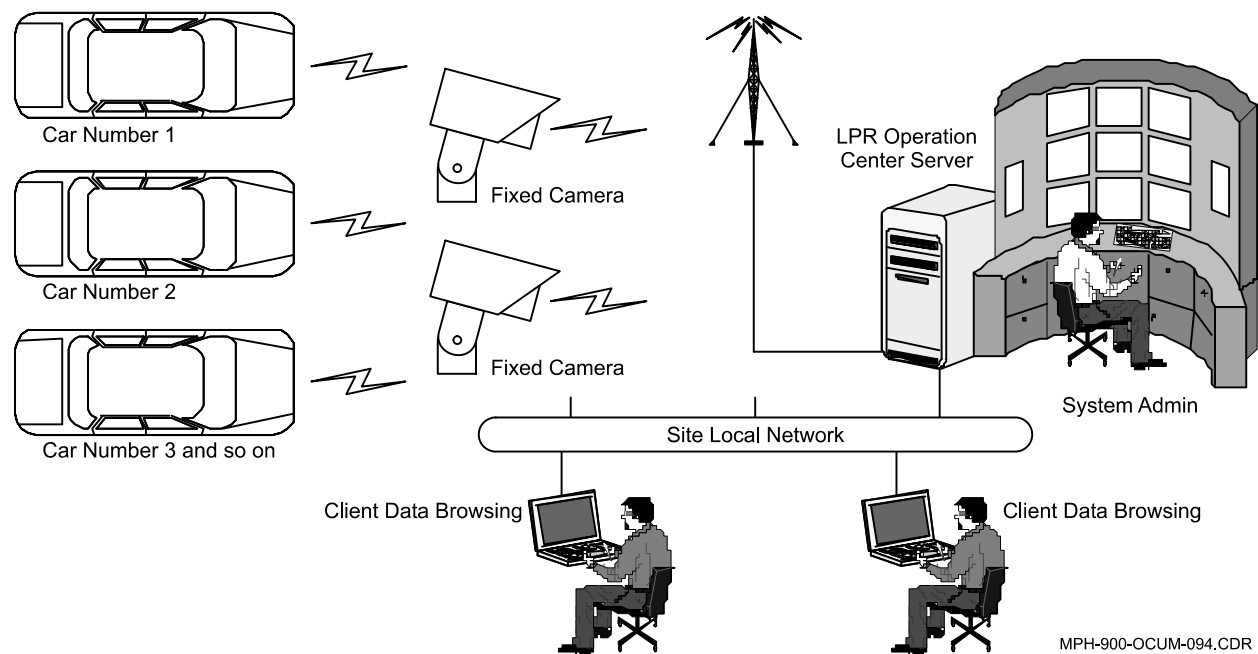 Car Number 1
Car Number 2
Car Number 3 and so on
Fixed Camera
Fixed Camera
LPR Operation
Center Server
System Admin
Site Local Network
Client Data Browsing
Client Data Browsing
MPH-900-OCUM-094.CDR